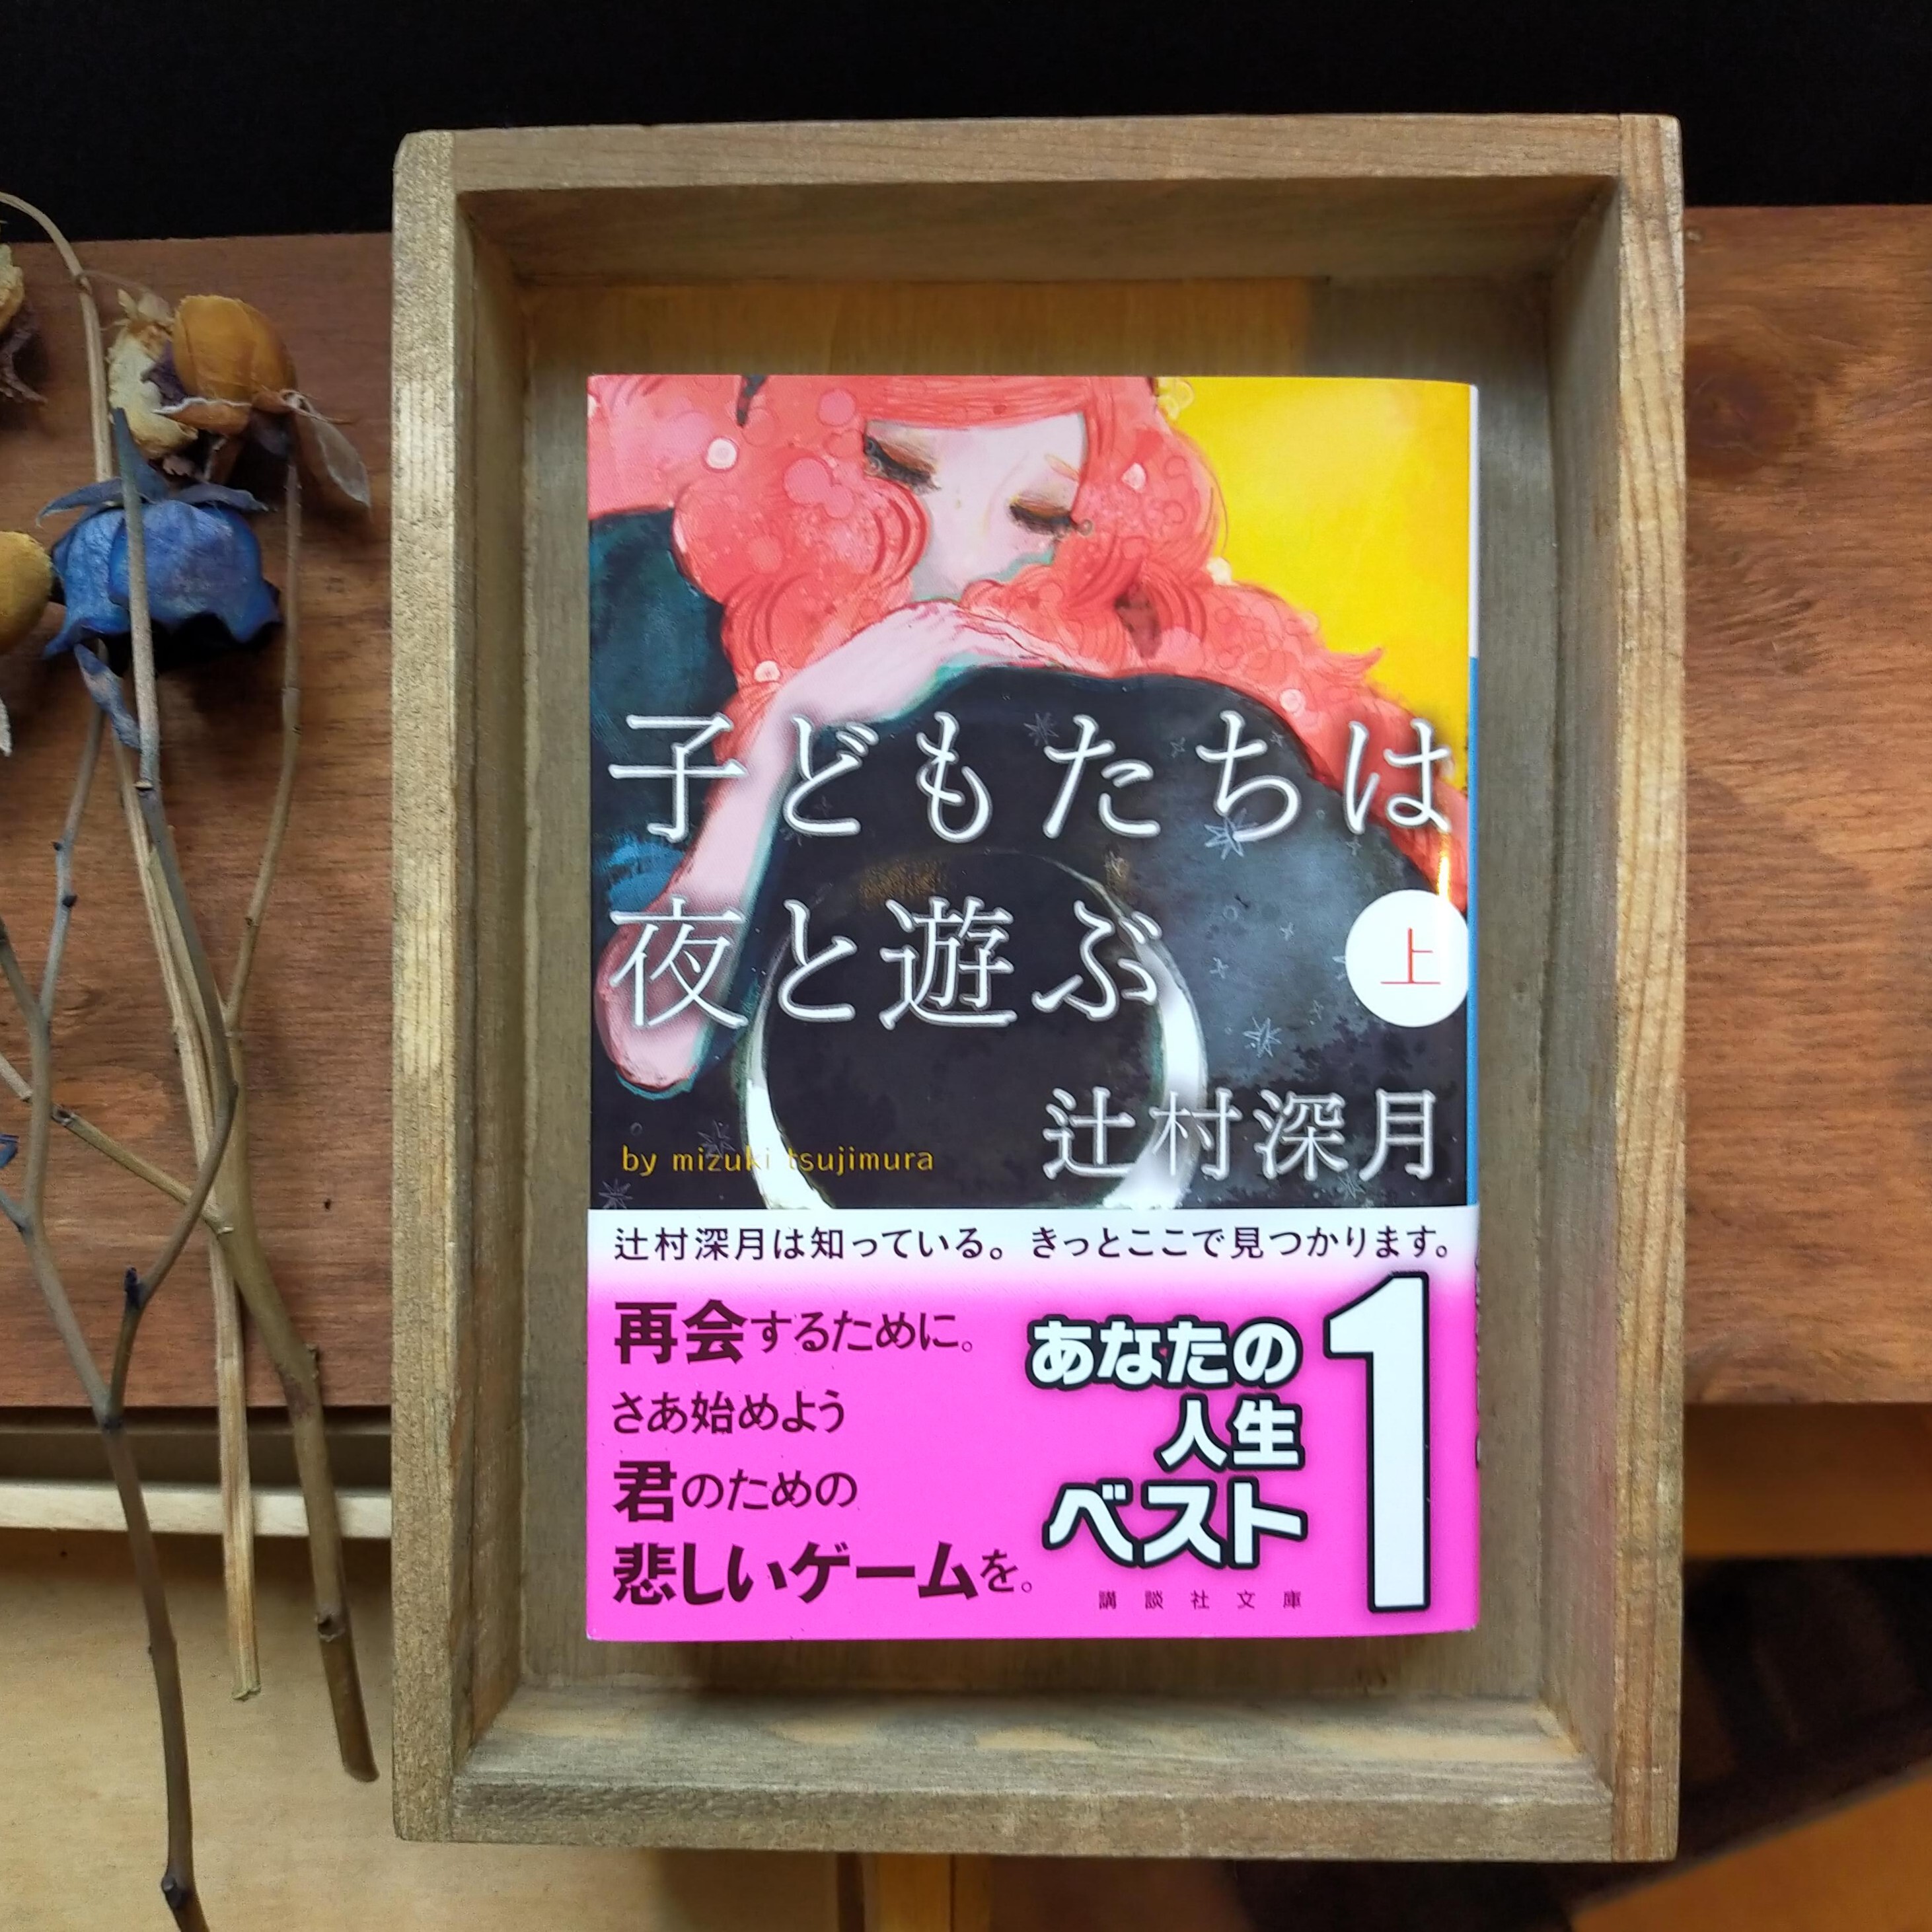 子どもたちは
夜と遊ぶ
上
辻村深月
by mizuki tsujimura
辻村深月は知っている。きっとここで見つかります。
再会するために。
さあ始めよう
君のための
悲しいゲームを。
あなたの
人生
ベスト
1
講談社文庫